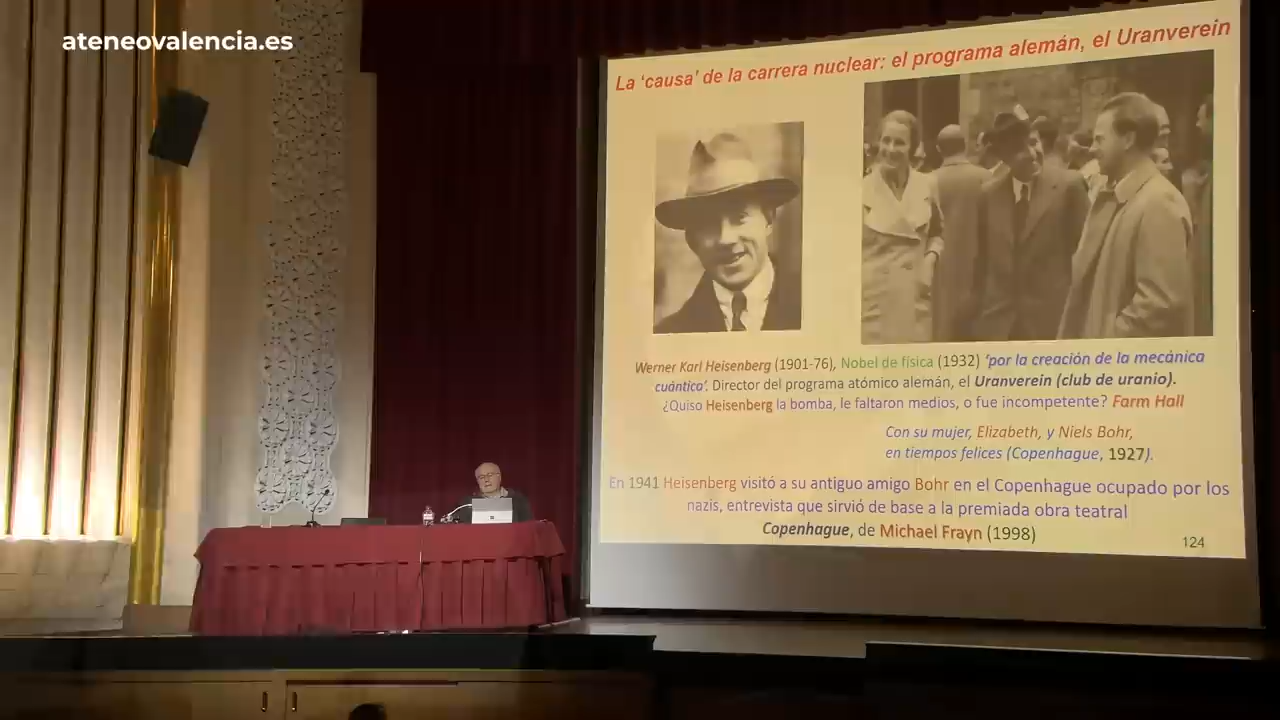 ateneovalencia.es
La 'causa' de la carrera nuclear: el programa alemán, el Uranverein
Werner Karl Heisenberg (1901-76), Nobel de física (1932) 'por la creación de la mecánica
cuántica'. Director del programa atómico alemán, el Uranverein (club de uranio).
¿Quiso Heisenberg la bomba, le faltaron medios, o fue incompetente? Farm Hall
Con su mujer, Elizabeth, y Niels Bohr,
en tiempos felices (Copenhague, 1927).
En 1941 Heisenberg visitó a su antiguo amigo Bohr en el Copenhague ocupado por los
nazis, entrevista que sirvió de base a la premiada obra teatral
Copenhague, de Michael Frayn (1998)
124